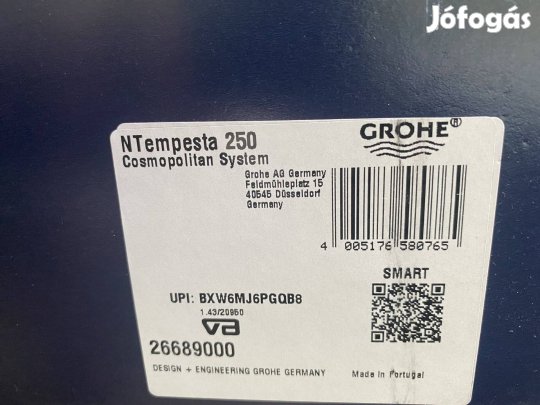 Jófogás
NTempesta 250
Cosmopolitan System
GROHE®
Grohe AG Germany
Feldmühleplatz 15
40545 Düsseldorf
Germany
4 005176 580765
SMART
UPI: BXW6MJ6PGQB8
1.43/20950
va
26689000
DESIGN + ENGINEERING GROHE GERMANY
Made in Portugal